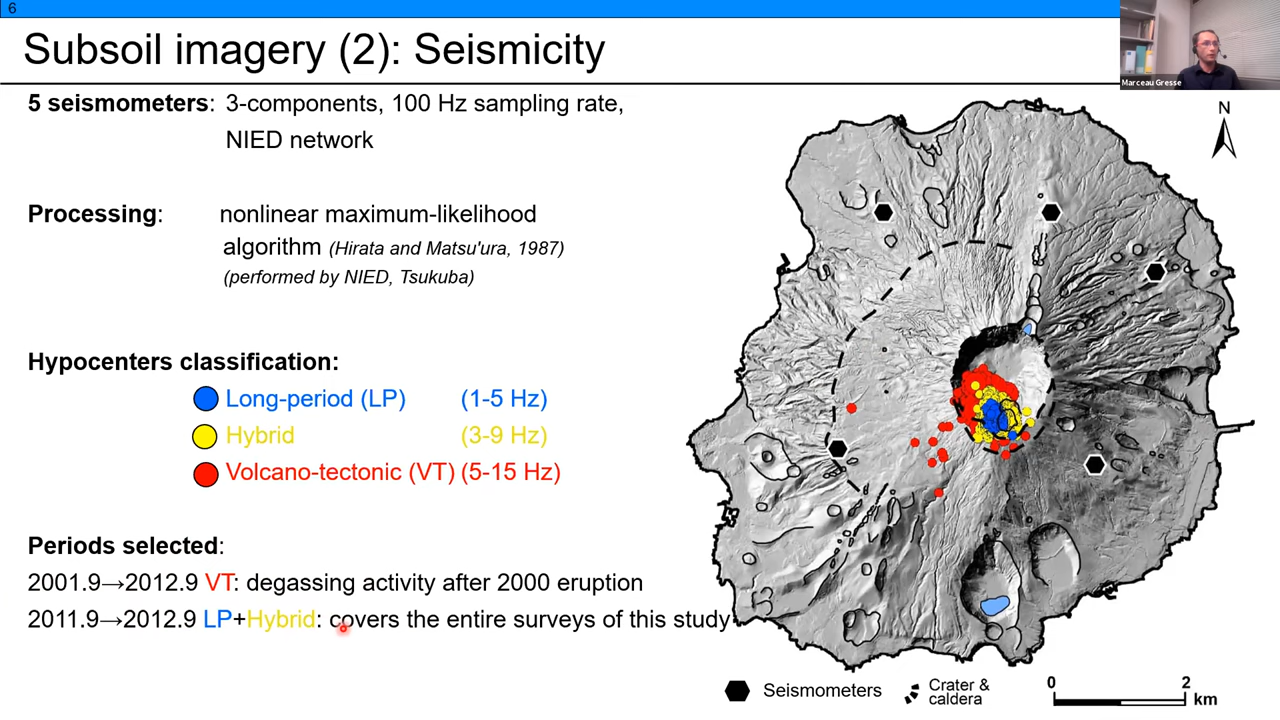 6
Subsoil imagery (2): Seismicity
Marceau Gresse
5 seismometers: 3-components, 100 Hz sampling rate,
NIED network
N
Processing: nonlinear maximum-likelihood
algorithm (Hirata and Matsu'ura, 1987)
(performed by NIED, Tsukuba)
Hypocenters classification:
Long-period (LP) (1-5 Hz)
Hybrid (3-9 Hz)
Volcano-tectonic (VT) (5-15 Hz)
Periods selected:
2001.9→2012.9 VT: degassing activity after 2000 eruption
2011.9→2012.9 LP+Hybrid: covers the entire surveys of this study
Seismometers
Crater &
caldera
0 2
km